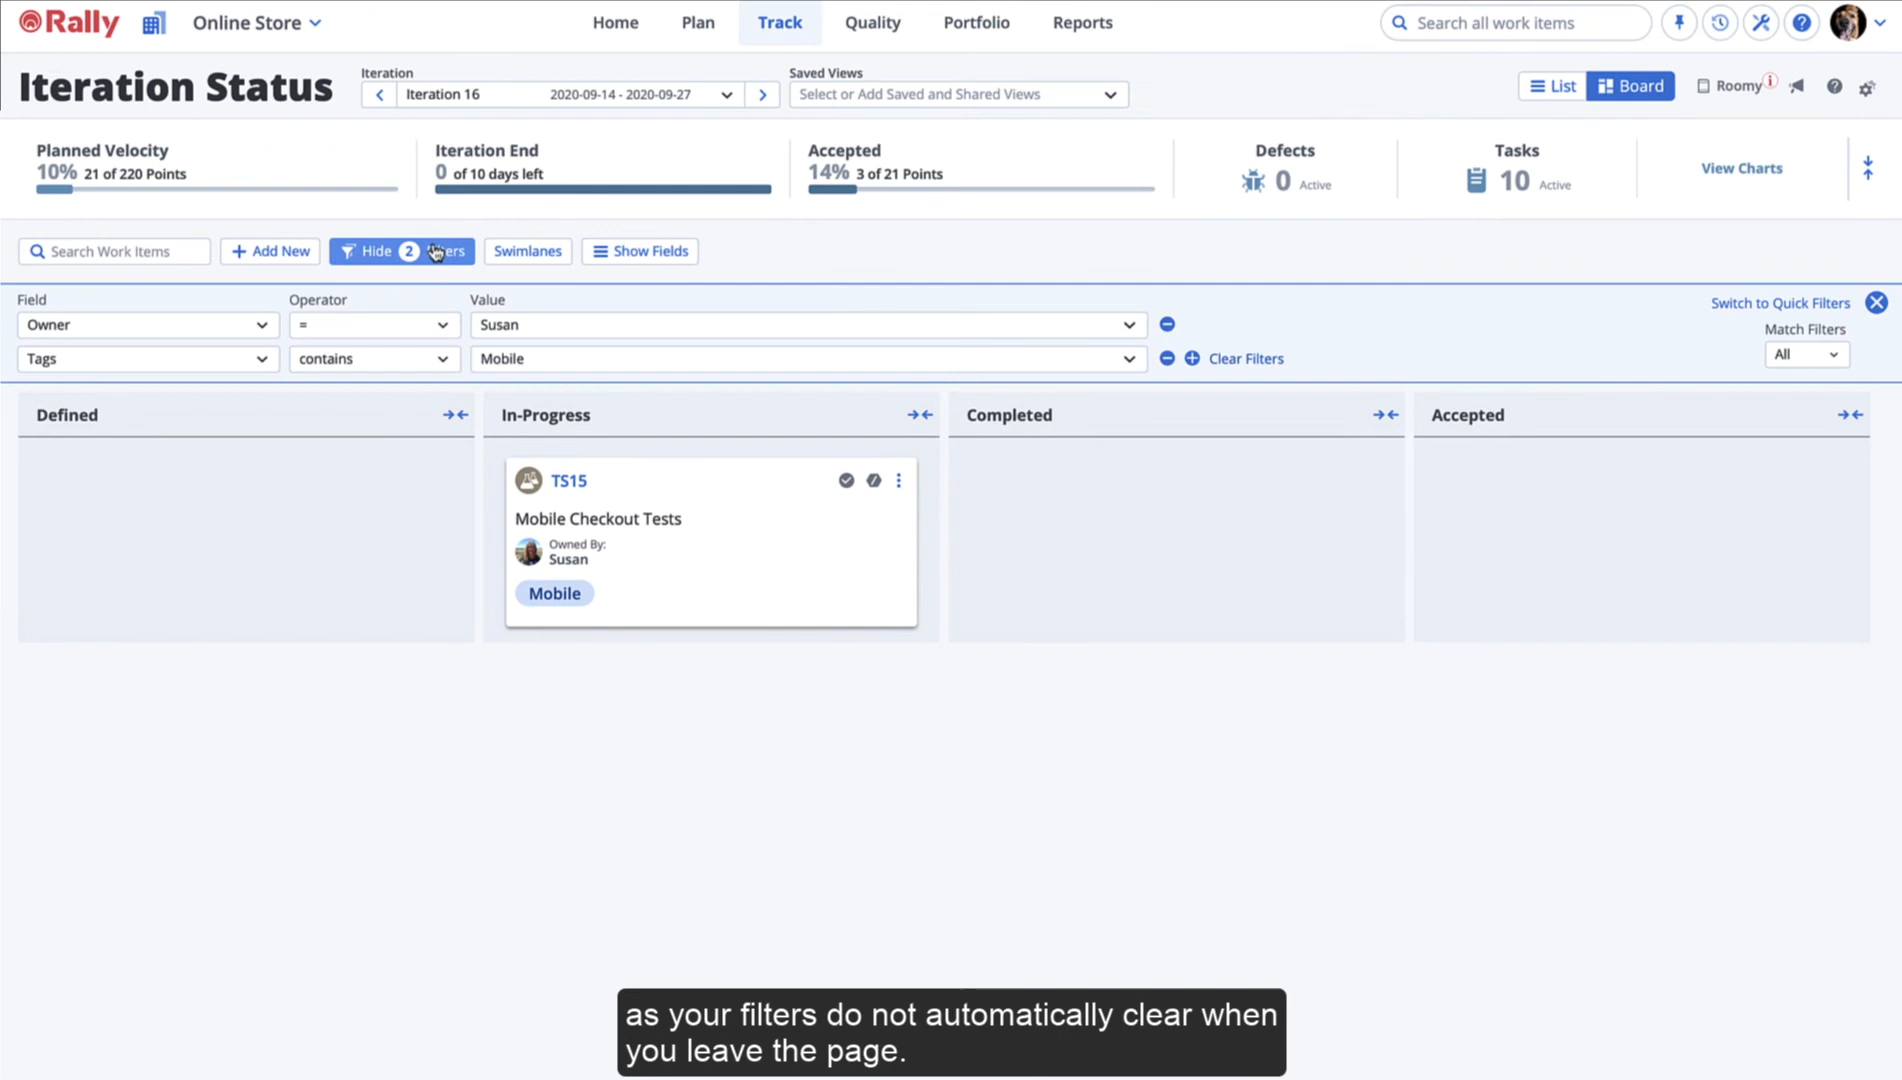 Rally
Online Store
Home
Plan
Track
Quality
Portfolio
Reports
Search all work items
Iteration Status
Iteration
Iteration 16 2020-09-14 - 2020-09-27
Saved Views
Select or Add Saved and Shared Views
List
Board
Roomy
Planned Velocity
10% 21 of 220 Points
Iteration End
0 of 10 days left
Accepted
14% 3 of 21 Points
Defects
0 Active
Tasks
10 Active
View Charts
Search Work Items
+ Add New
Hide 2
Swimlanes
Show Fields
Field
Operator
Value
Switch to Quick Filters
Owner
=
Susan
Match Filters
All
Tags
contains
Mobile
Clear Filters
Defined
In-Progress
Completed
Accepted
TS15
Mobile Checkout Tests
Owned By:
Susan
Mobile
as your filters do not automatically clear when
you leave the page.